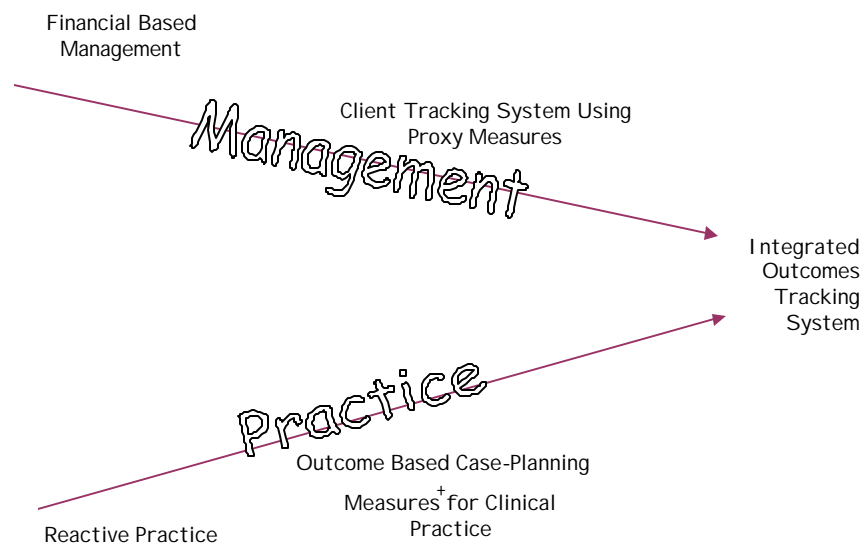 Financial Based
Management
Management
Client Tracking System Using
Proxy Measures
Integrated
Outcomes
Tracking
System
Practice
Outcome Based Case-Planning
+
Measures for Clinical
Practice
Reactive Practice